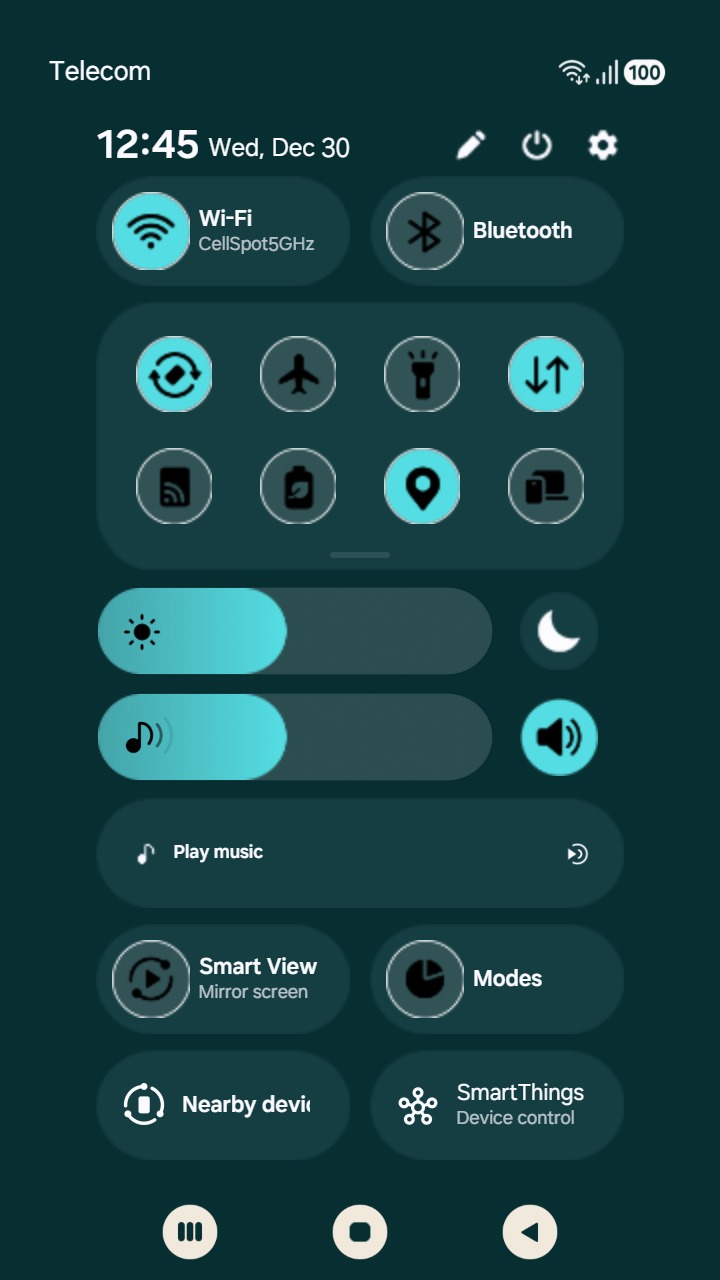 Telecom
100
12:45 Wed, Dec 30
Wi-Fi
CellSpot5GHz
Bluetooth
Play music
Smart View
Mirror screen
Modes
Nearby devic
SmartThings
Device control